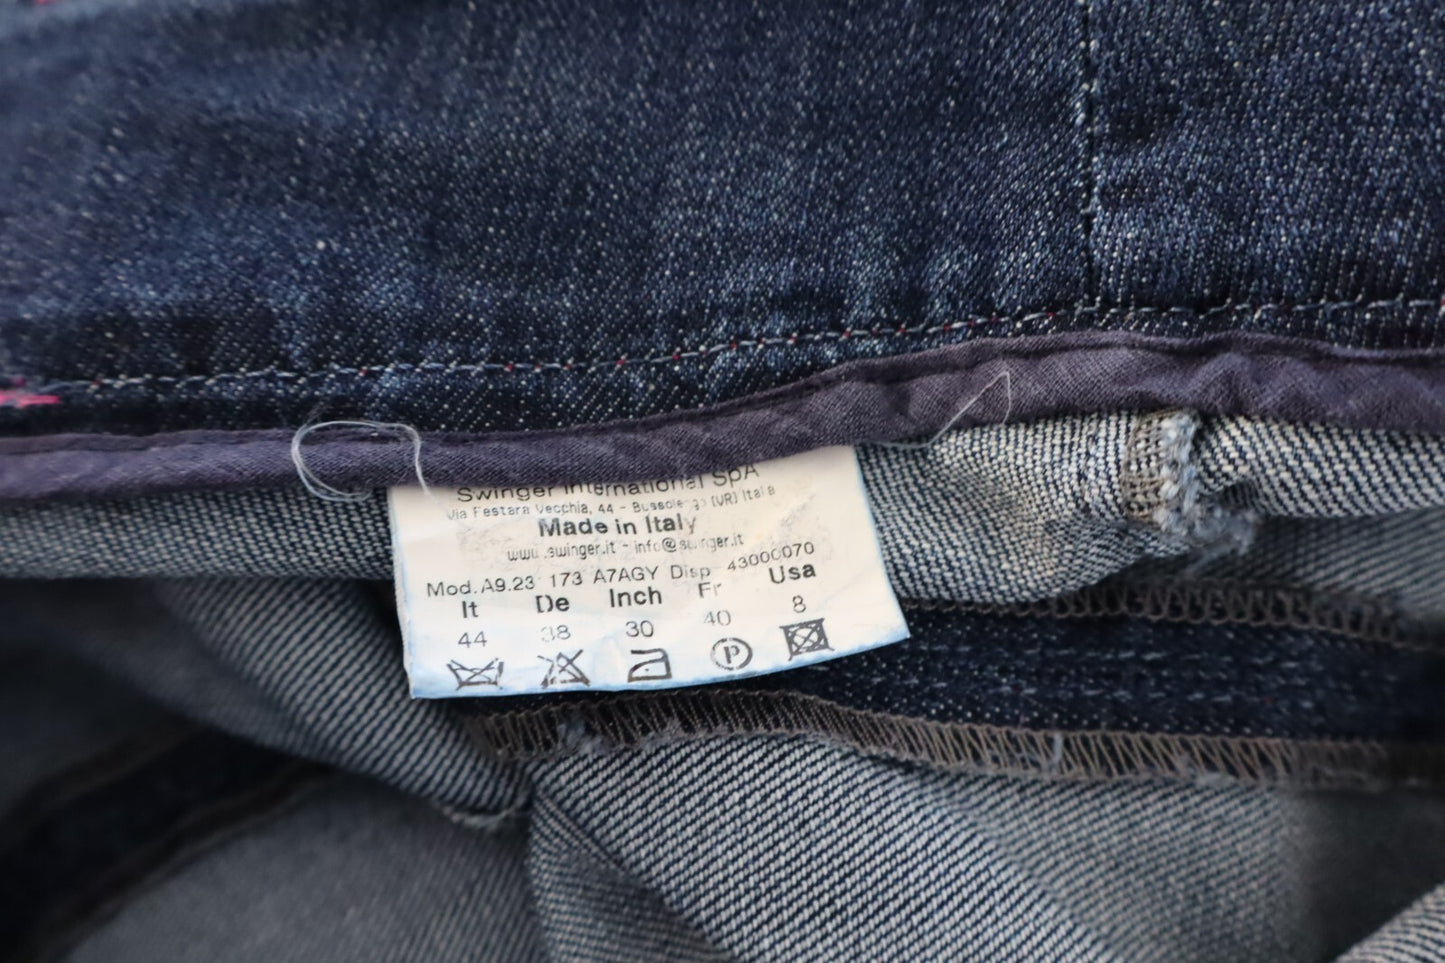 Swinger International SpA
Via Festara Vecchia, 44 - Bussolengo (VR) Italia
Made in Italy
www.swinger.it - info@swinger.it
Mod. A9.23 173 A7AGY Disp 43000070
It De Inch Fr Usa
44 38 30 40 8
P